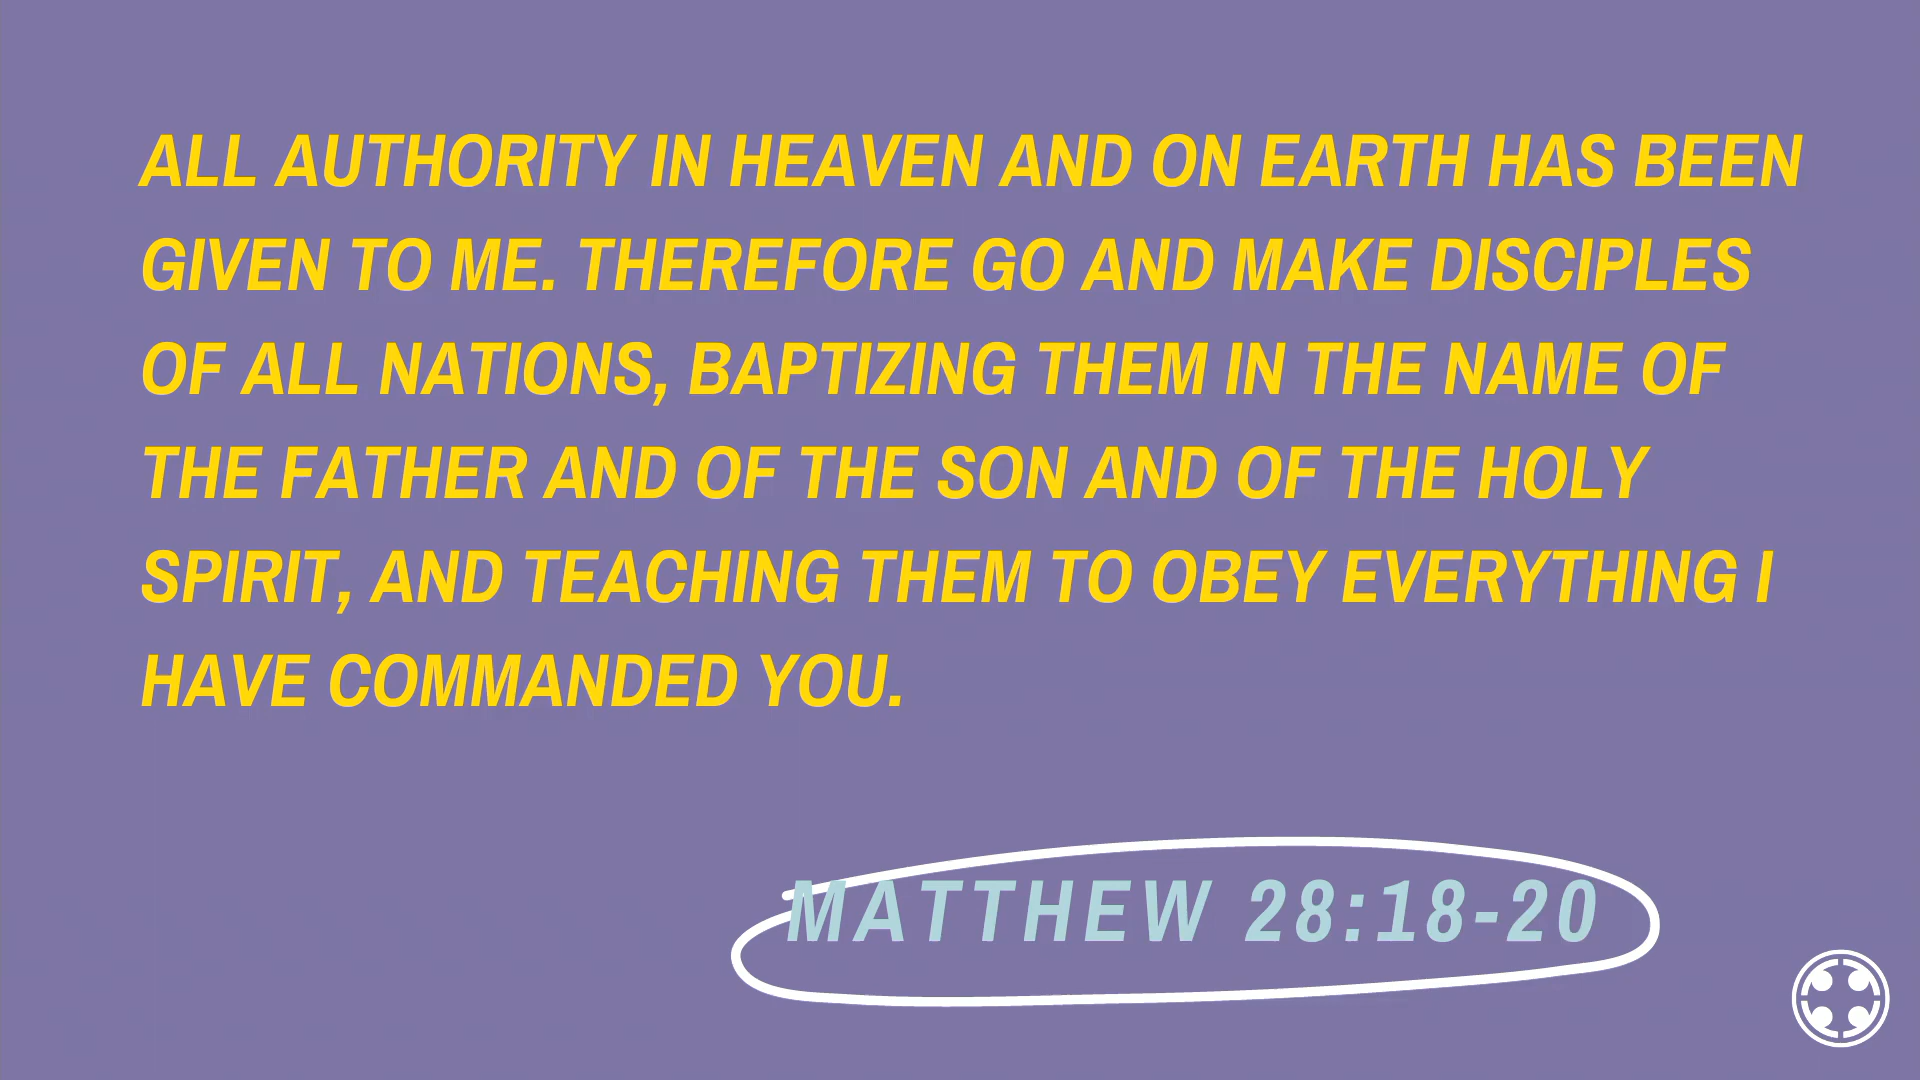 ALL AUTHORITY IN HEAVEN AND ON EARTH HAS BEEN
GIVEN TO ME. THEREFORE GO AND MAKE DISCIPLES
OF ALL NATIONS, BAPTIZING THEM IN THE NAME OF
THE FATHER AND OF THE SON AND OF THE HOLY
SPIRIT, AND TEACHING THEM TO OBEY EVERYTHING I
HAVE COMMANDED YOU.
MATTHEW 28:18-20